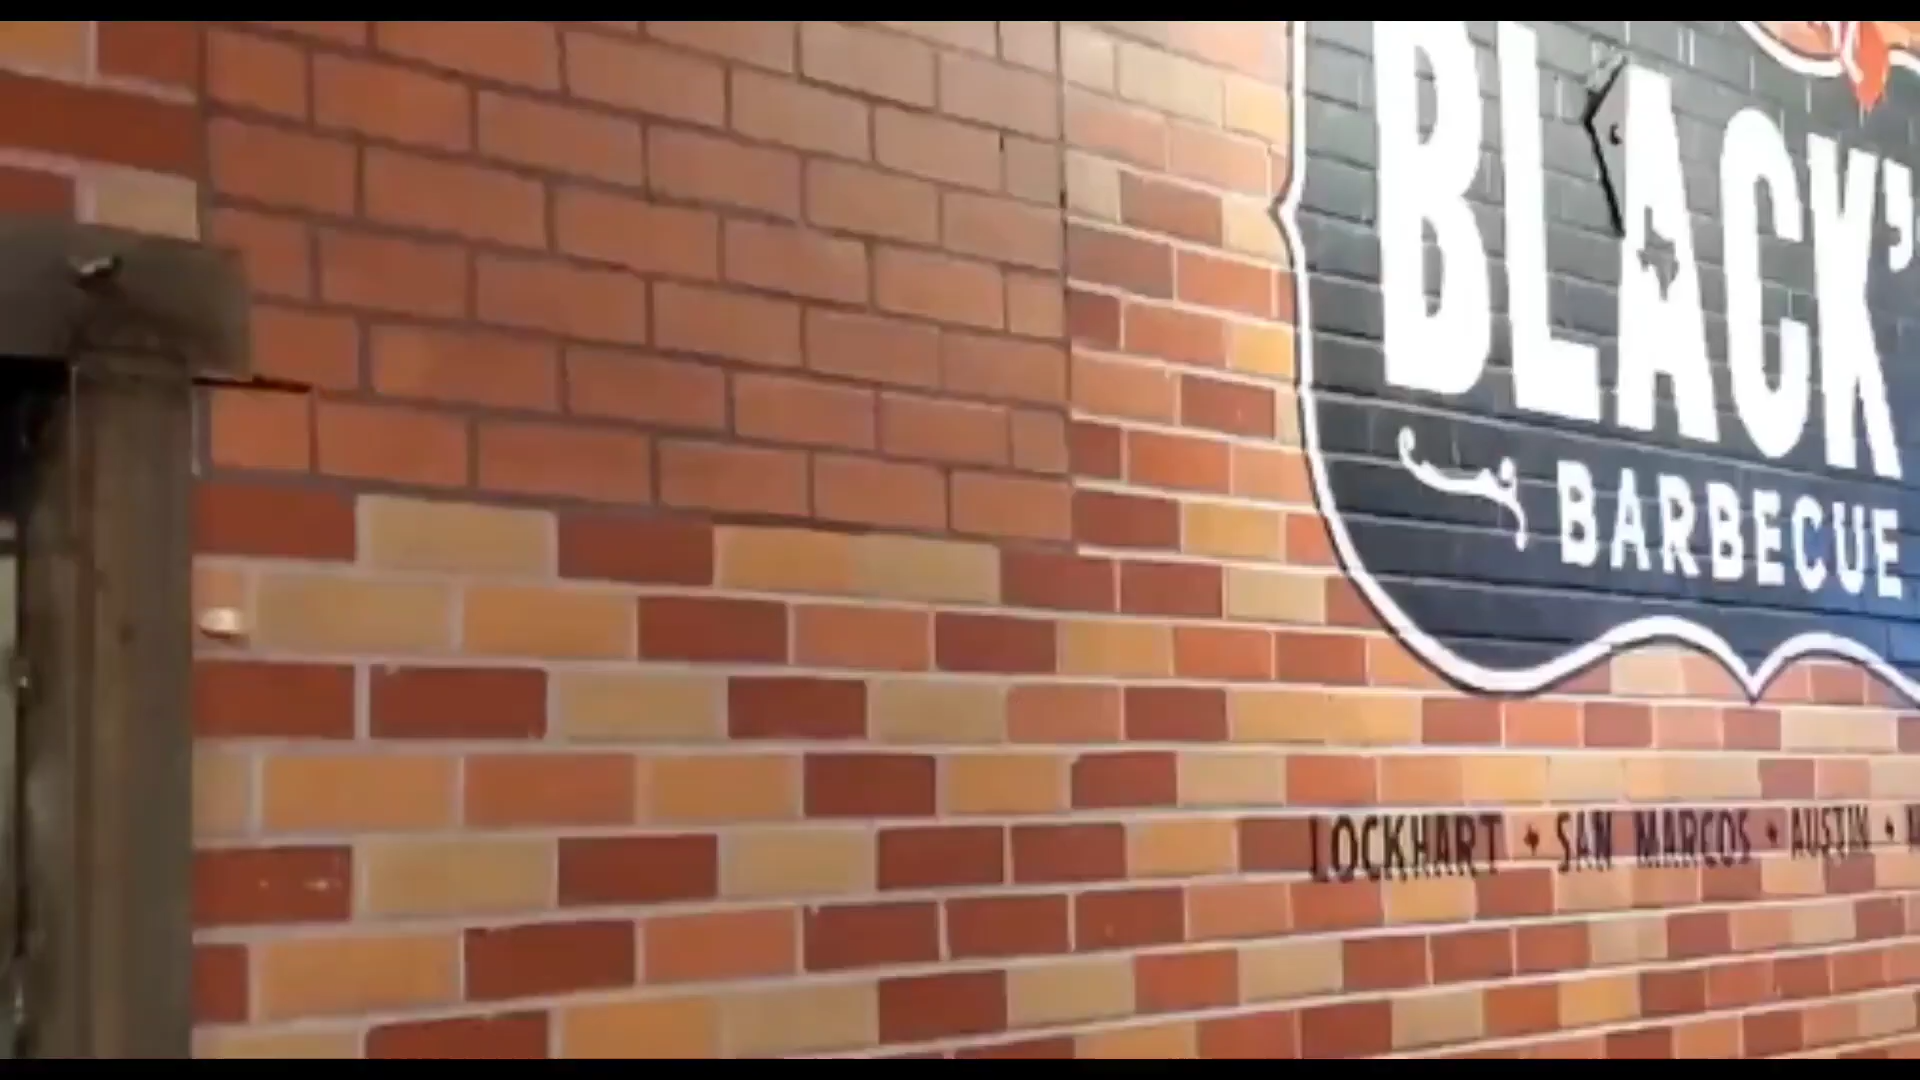 BLACK'
BARBECUE
LOCKHART • SAN MARCOS • AUSTIN •